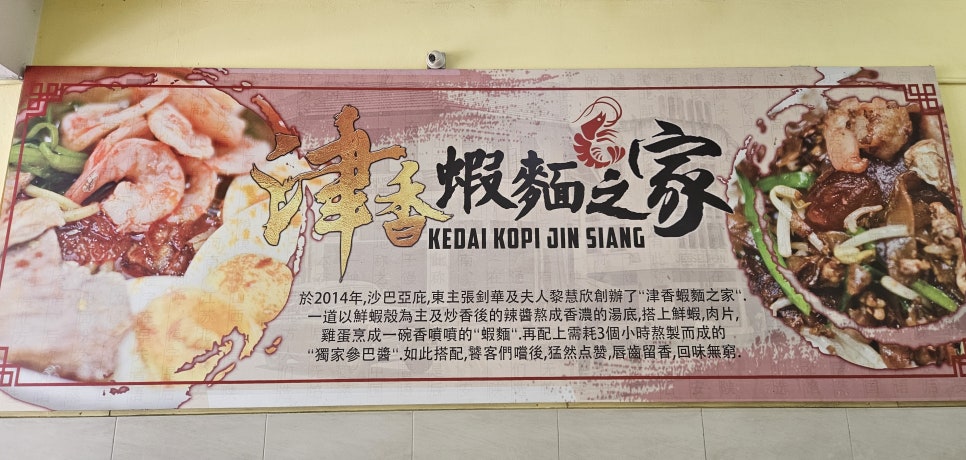 津香蝦麵之家
KEDAI KOPI JIN SIANG
於2014年,沙巴亞庇,東主張釗華及夫人黎慧欣創辦了"津香蝦麵之家".
一道以鮮蝦殼為主及炒香後的辣醬熬成香濃的湯底,搭上鮮蝦,肉片,
雞蛋烹成一碗香噴噴的"蝦麵".再配上需耗3個小時熬製而成的
"獨家參巴醬".如此搭配,饕客們嚐後,猛然点赞,唇齒留香,回味無窮.